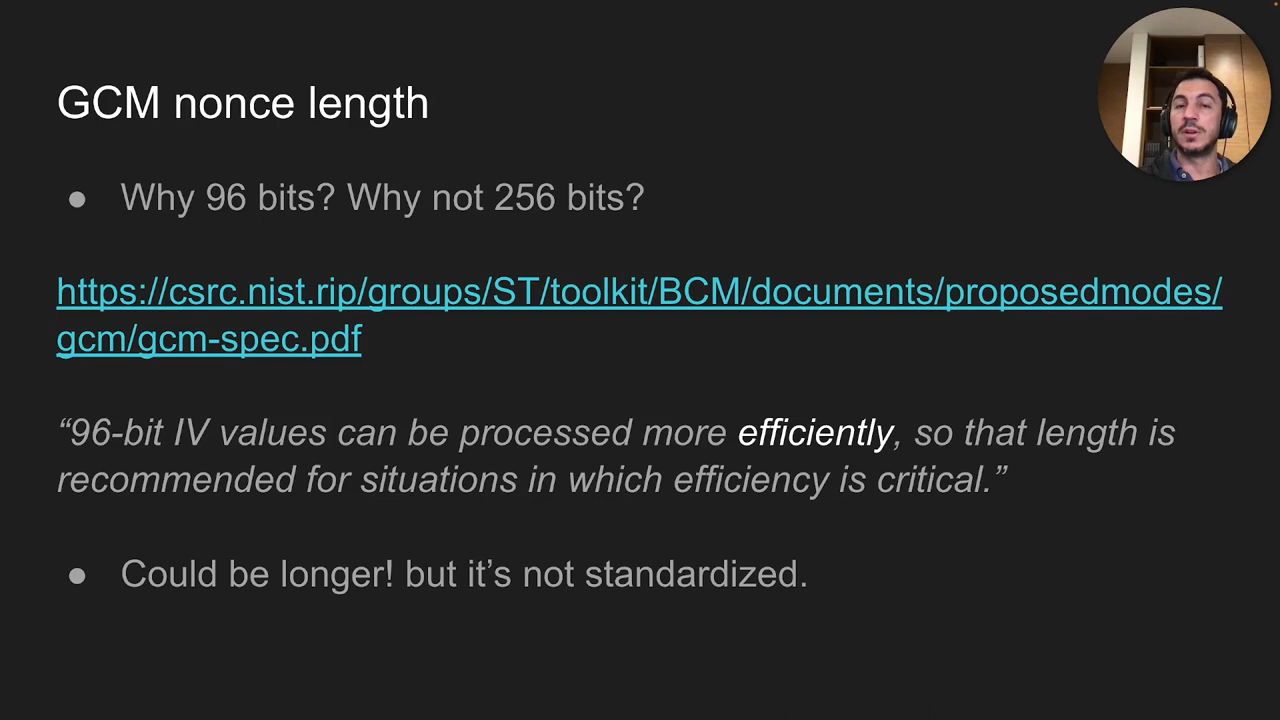 GCM nonce length
● Why 96 bits? Why not 256 bits?
https://csrc.nist.rip/groups/ST/toolkit/BCM/documents/proposedmodes/
gcm/gcm-spec.pdf
“96-bit IV values can be processed more efficiently, so that length is
recommended for situations in which efficiency is critical.”
● Could be longer! but it’s not standardized.